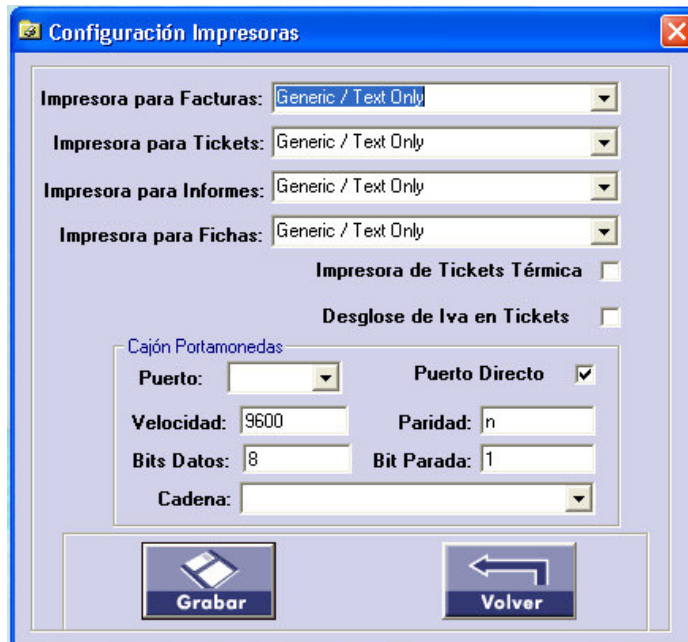 Configuración Impresoras
Impresora para Facturas: Generic / Text Only
Impresora para Tickets: Generic / Text Only
Impresora para Informes: Generic / Text Only
Impresora para Fichas: Generic / Text Only
Impresora de Tickets Térmica
Desglose de Iva en Tickets
Cajón Portamonedas
Puerto: Puerto Directo
Velocidad: 9600 Paridad: n
Bits Datos: 8 Bit Parada: 1
Cadena:
Grabar Volver